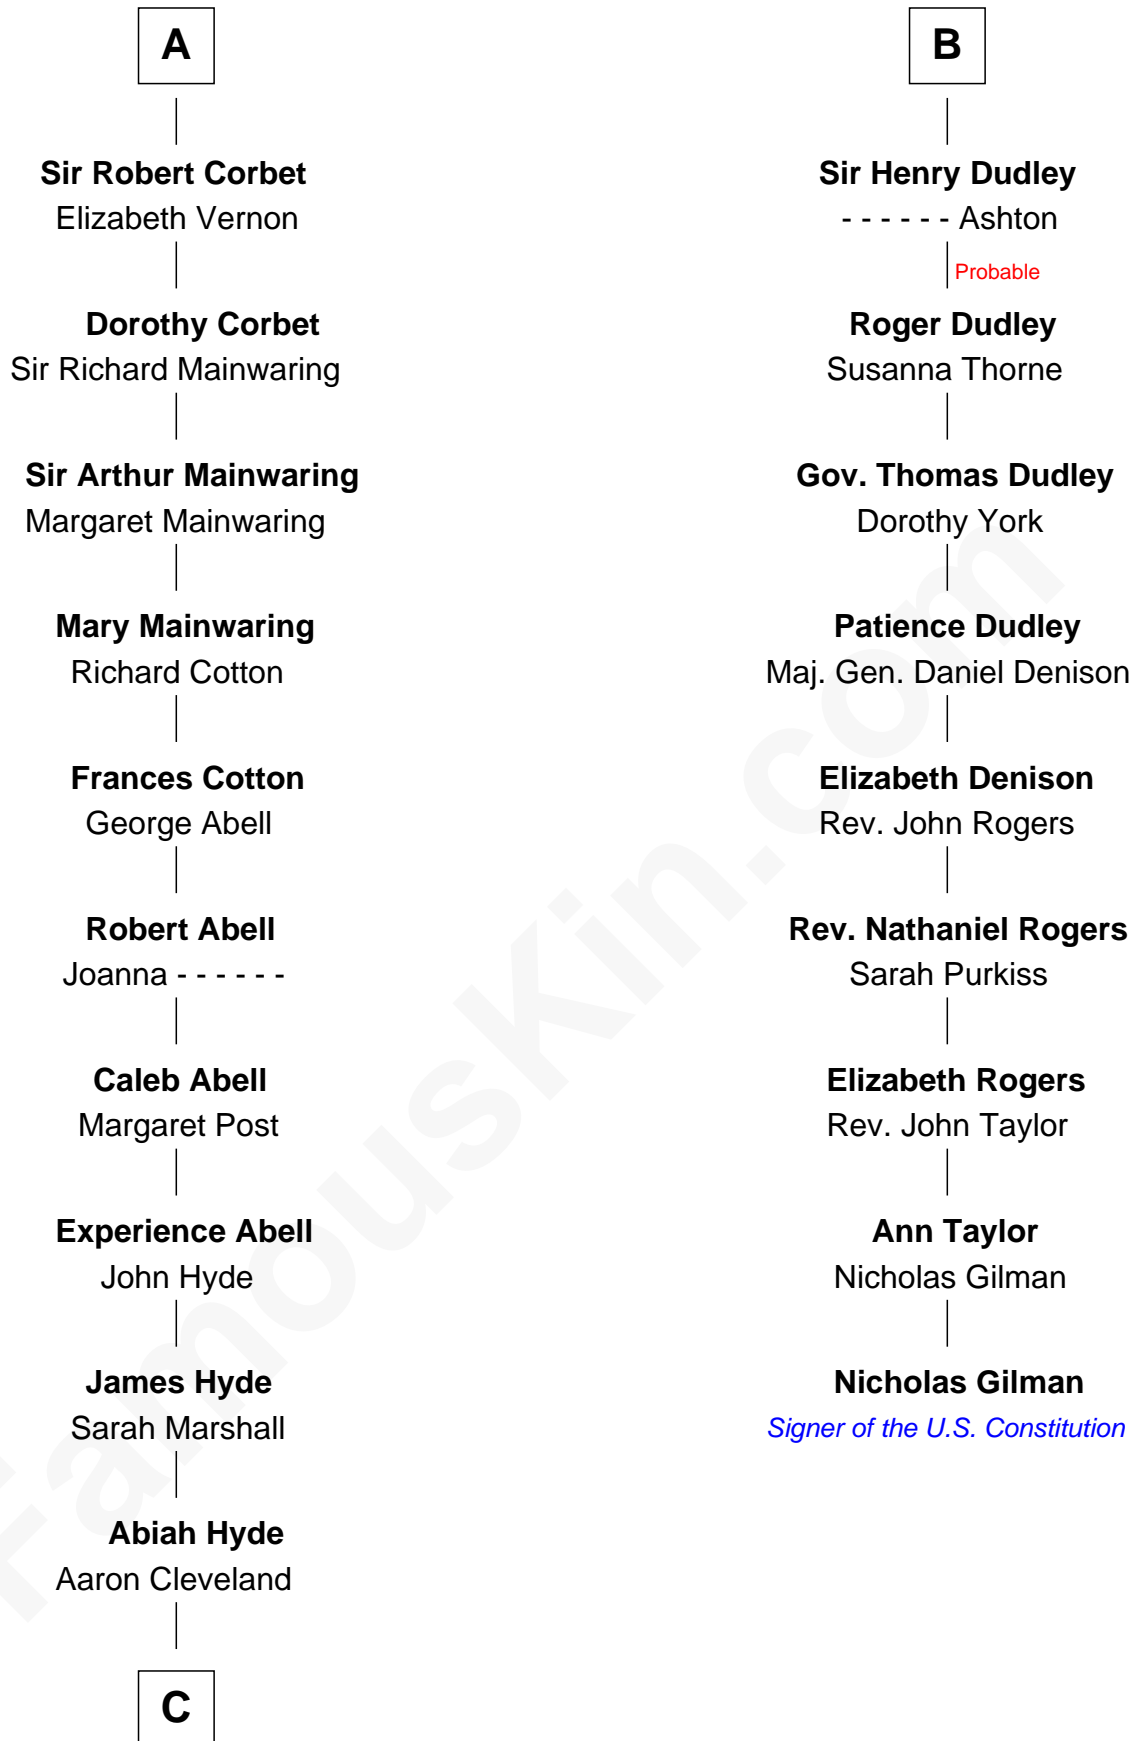 A
Sir Robert Corbet
Elizabeth Vernon
Dorothy Corbet
Sir Richard Mainwaring
Sir Arthur Mainwaring
Margaret Mainwaring
Mary Mainwaring
Richard Cotton
Frances Cotton
George Abell
Robert Abell
Joanna - - - - - -
Caleb Abell
Margaret Post
Experience Abell
John Hyde
James Hyde
Sarah Marshall
Abiah Hyde
Aaron Cleveland
C
B
Sir Henry Dudley
- - - - - - Ashton
Probable
Roger Dudley
Susanna Thorne
Gov. Thomas Dudley
Dorothy York
Patience Dudley
Maj. Gen. Daniel Denison
Elizabeth Denison
Rev. John Rogers
Rev. Nathaniel Rogers
Sarah Purkiss
Elizabeth Rogers
Rev. John Taylor
Ann Taylor
Nicholas Gilman
Nicholas Gilman
Signer of the U.S. Constitution
FamousKin.com